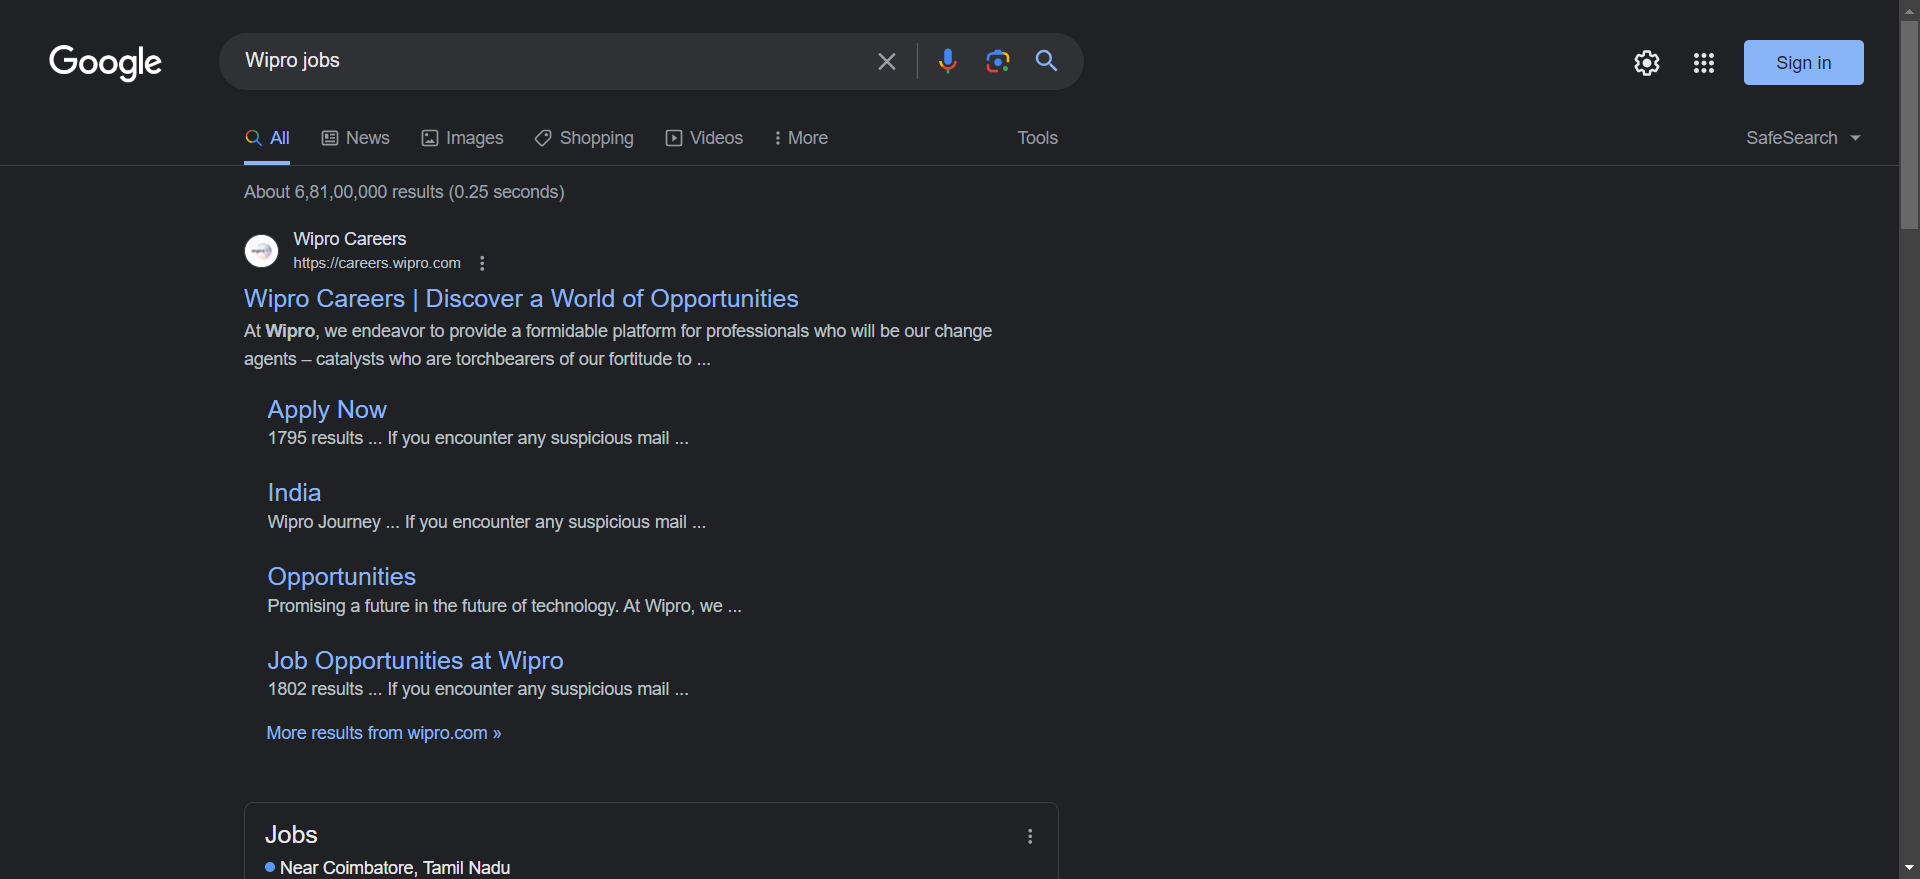 Google
Wipro jobs
Sign in
All News Images Shopping Videos More Tools SafeSearch
About 6,81,00,000 results (0.25 seconds)
Wipro Careers
https://careers.wipro.com
Wipro Careers | Discover a World of Opportunities
At Wipro, we endeavor to provide a formidable platform for professionals who will be our change
agents – catalysts who are torchbearers of our fortitude to ...
Apply Now
1795 results ... If you encounter any suspicious mail ...
India
Wipro Journey ... If you encounter any suspicious mail ...
Opportunities
Promising a future in the future of technology. At Wipro, we ...
Job Opportunities at Wipro
1802 results ... If you encounter any suspicious mail ...
More results from wipro.com »
Jobs
Near Coimbatore, Tamil Nadu